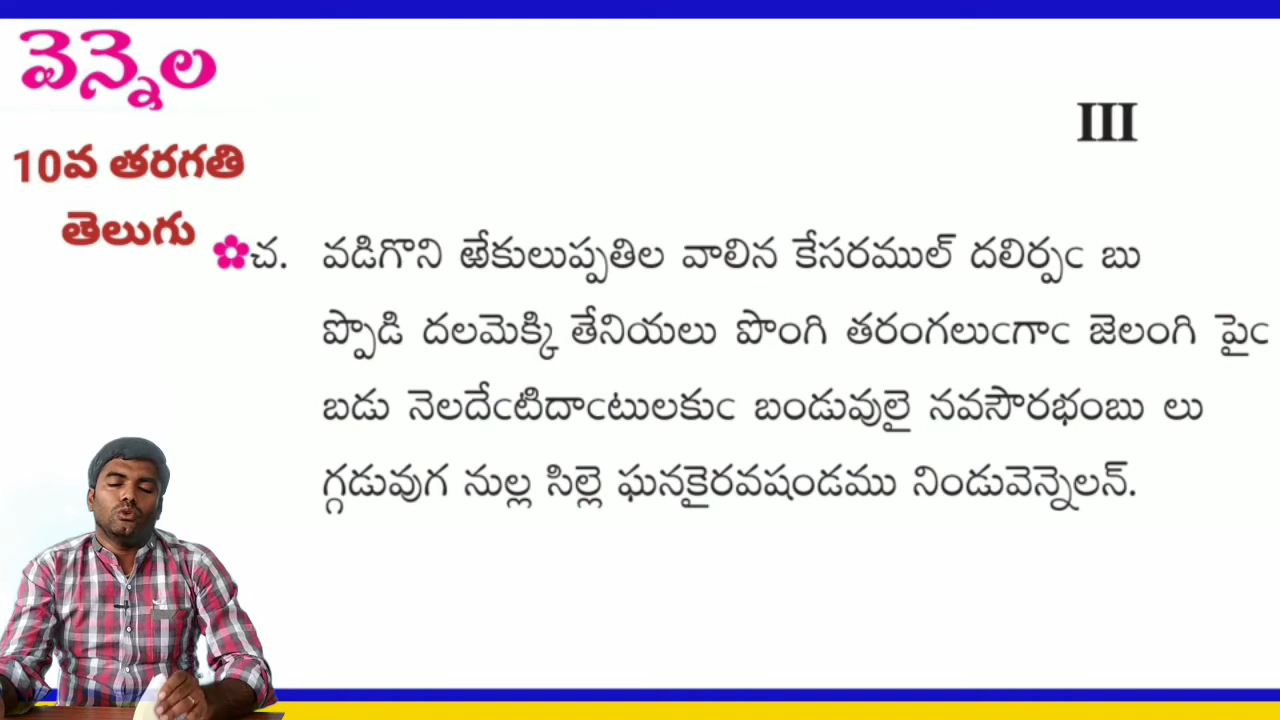 వెన్నెల
III
10వ తరగతి
తెలుగు
చ. వడిగొని ఱేకులుప్పతిల వాలిన కేసరముల్ దలిర్పఁ బు
ప్పొడి దలమెక్కి తేనియలు పొంగి తరంగలుఁగాఁ జెలంగి పైఁ
బడు నెలదేఁటిదాఁటులకుఁ బండువులై నవసౌరభంబు లు
గ్గడువుగ నుల్ల సిల్లె ఘనకైరవషండము నిండువెన్నెలన్.